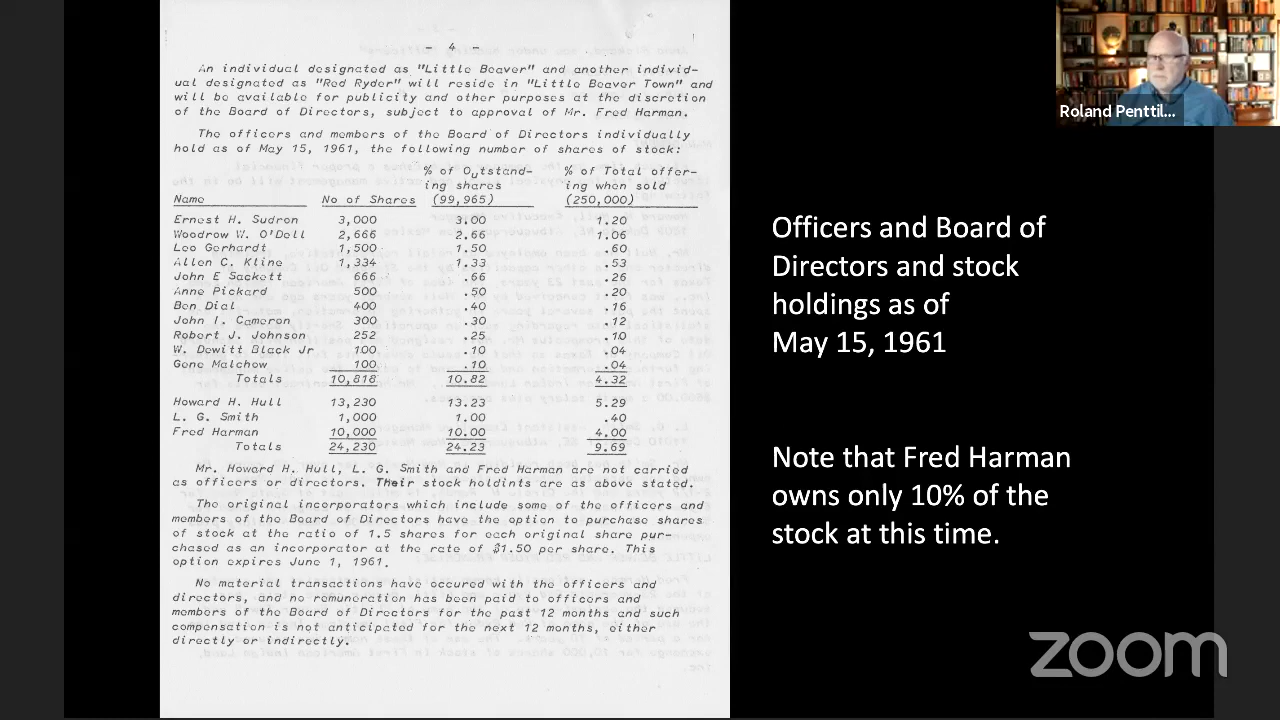 - 4 -
An individual designated as "Little Beaver" and another individ-
ual designated as "Red Ryder" will reside in "Little Beaver Town" and
will be available for publicity and other purposes at the discretion
of the Board of Directors, subject to approval of Mr. Fred Harman.
The officers and members of the Board of Directors individually
hold as of May 15, 1961, the following number of shares of stock:
% of Outstand- % of Total offer-
ing shares ing when sold
Name No of Shares (99,965) (250,000)
Ernest H. Sudron 3,000 3.00 1.20
Woodrow W. O'Dell 2,666 2.66 1.06
Leo Gerhardt 1,500 1.50 .60
Allen C. Kline 1,334 1.33 .53
John E Sackett 666 .66 .26
Anne Pickard 500 .50 .20
Ben Dial 400 .40 .16
John T. Cameron 300 .30 .12
Robert J. Johnson 252 .25 .10
W. Dewitt Black Jr 100 .10 .04
Gene Malchow 100 .10 .04
Totals 10,818 10.82 4.32
Howard H. Hull 13,230 13.23 5.29
L. G. Smith 1,000 1.00 .40
Fred Harman 10,000 10.00 4.00
Totals 24,230 24.23 9.69
Mr. Howard H. Hull, L. G. Smith and Fred Harman are not carried
as officers or directors. Their stock holdints are as above stated.
The original incorporators which include some of the officers and
members of the Board of Directors have the option to purchase shares
of stock at the ratio of 1.5 shares for each original share pur-
chased as an incorporator at the rate of $1.50 per share. This
option expires June 1, 1961.
No material transactions have occured with the officers and
directors, and no remuneration has been paid to officers and
members of the Board of Directors for the past 12 months and such
compensation is not anticipated for the next 12 months, either
directly or indirectly.
Officers and Board of
Directors and stock
holdings as of
May 15, 1961
Note that Fred Harman
owns only 10% of the
stock at this time.
Roland Penttil...
zoom